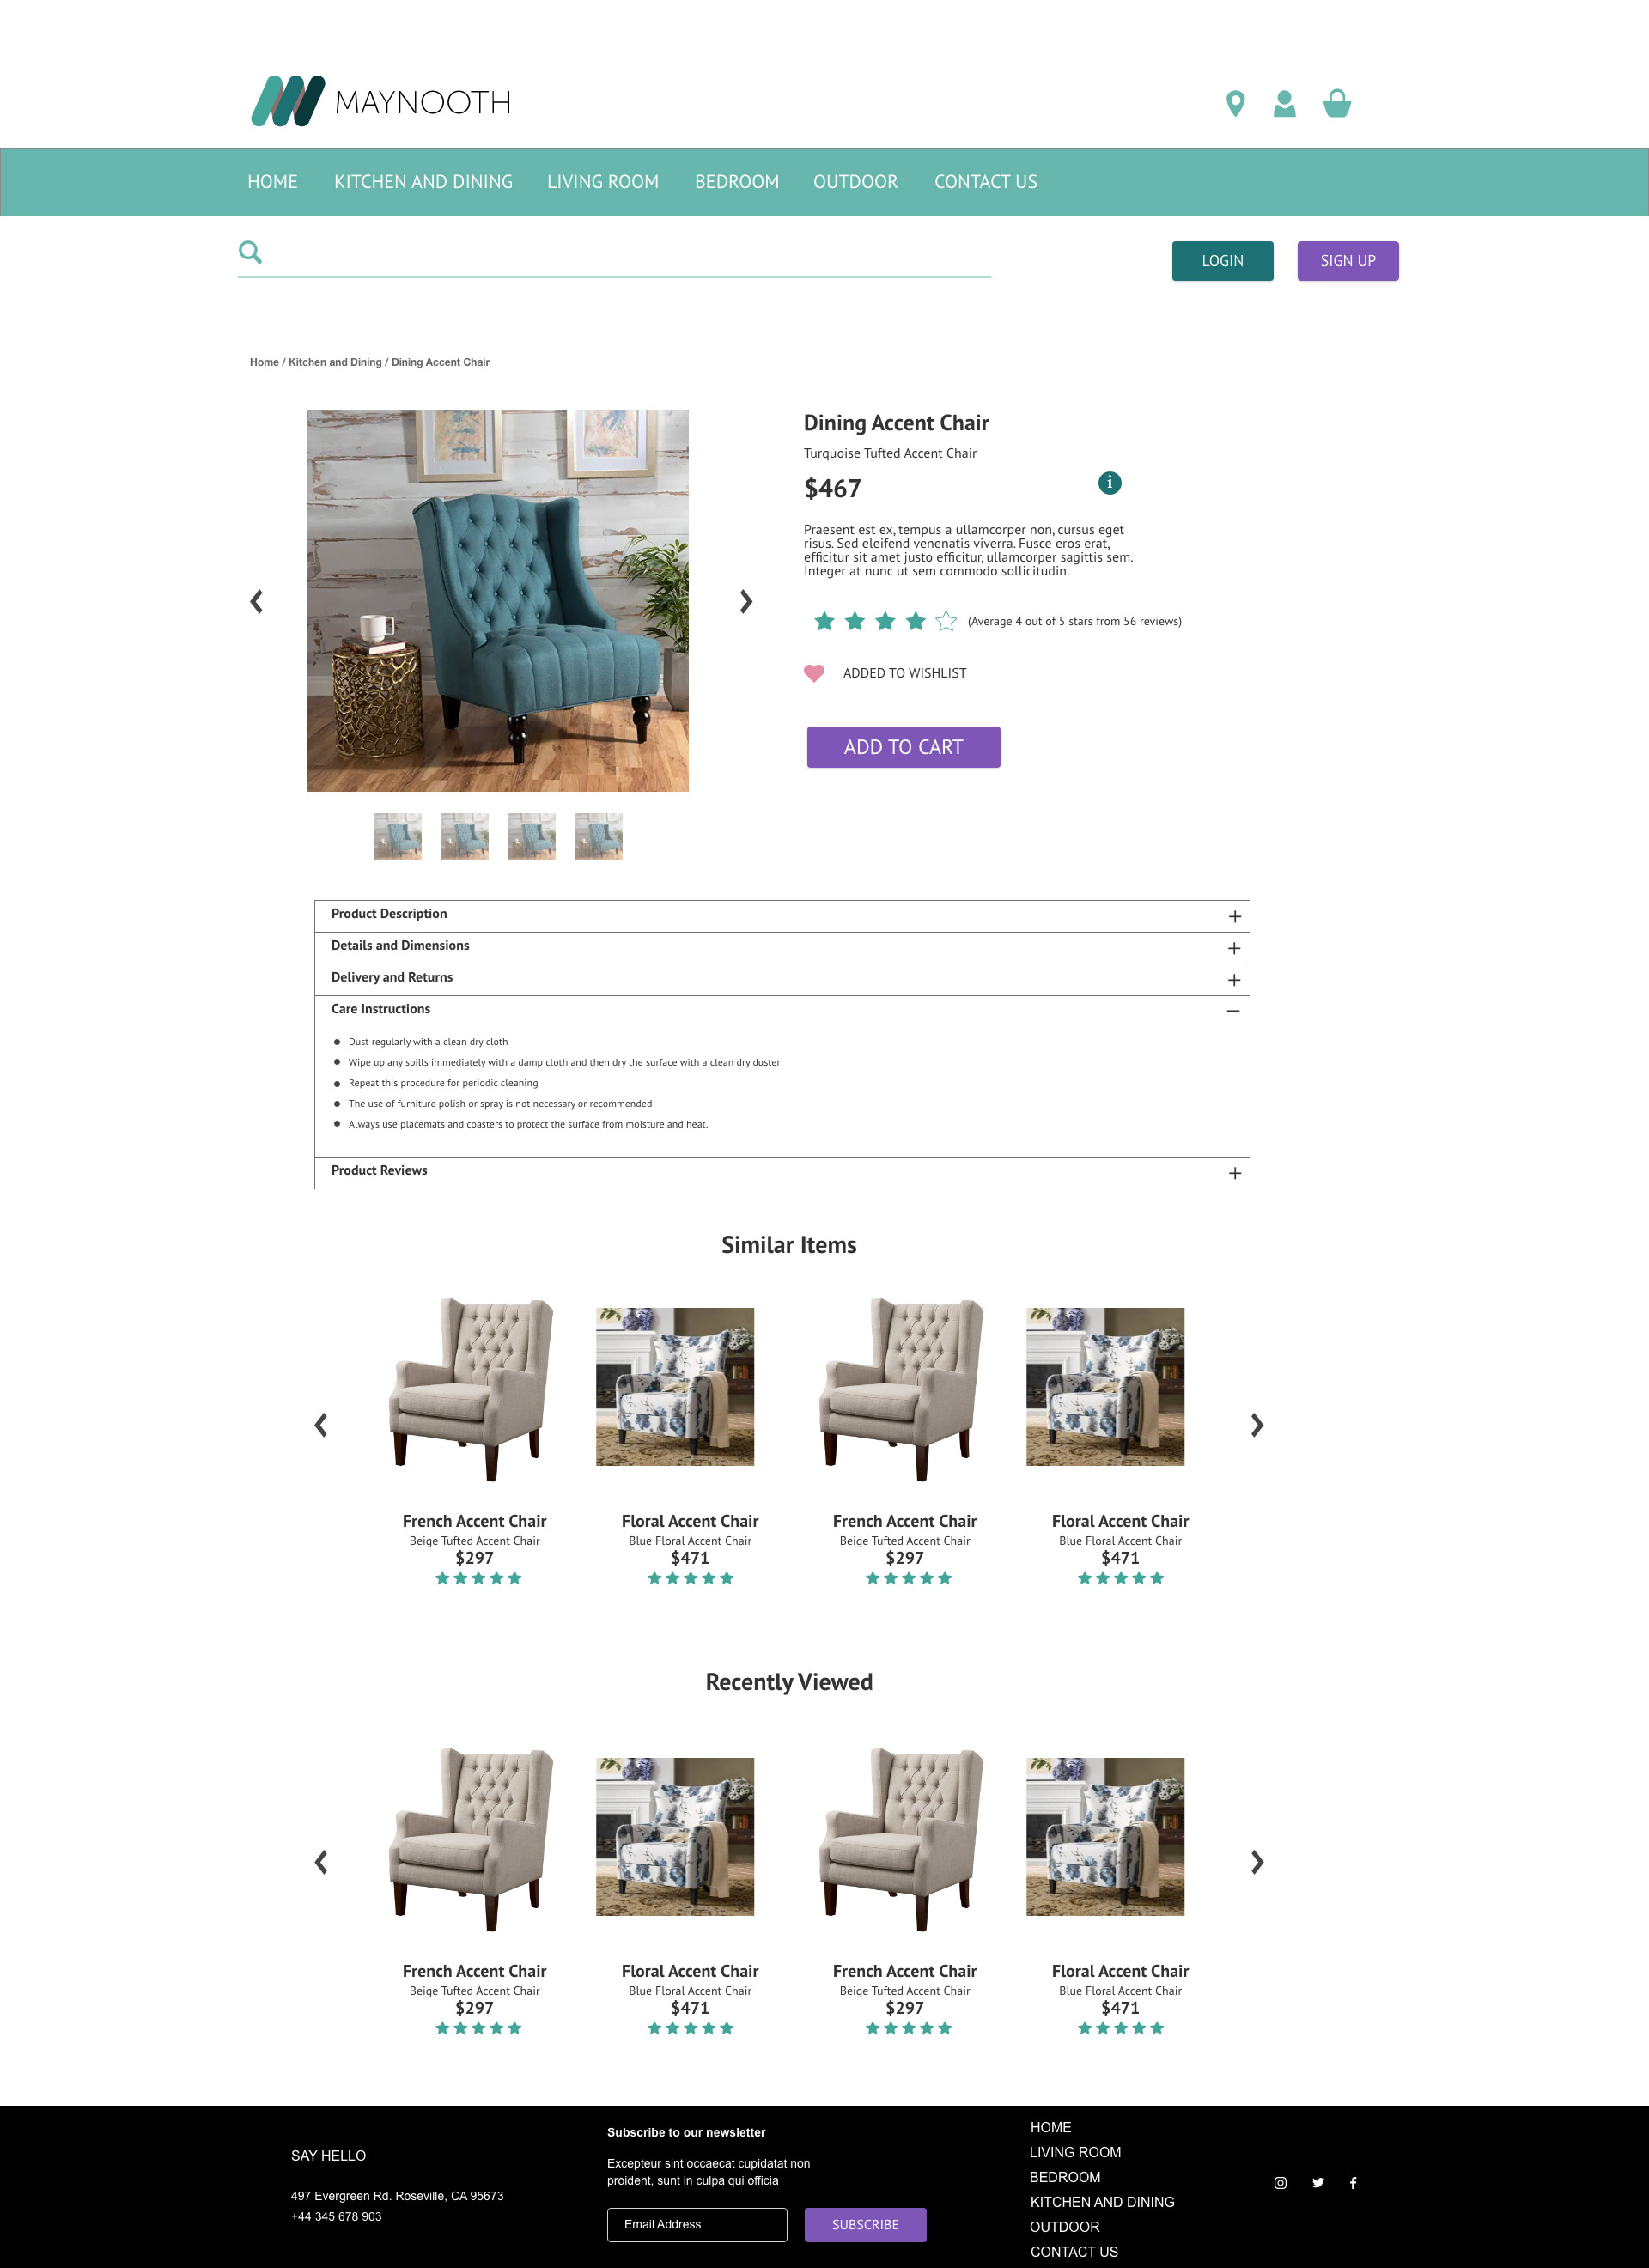 MAYNOOTH
HOME KITCHEN AND DINING LIVING ROOM BEDROOM OUTDOOR CONTACT US
LOGIN SIGN UP
Home / Kitchen and Dining / Dining Accent Chair
Dining Accent Chair
Turquoise Tufted Accent Chair
$467
i
Praesent est ex, tempus a ullamcorper non, cursus eget
risus. Sed eleifend venenatis viverra. Fusce eros erat,
efficitur sit amet justo efficitur, ullamcorper sagittis sem.
Integer at nunc ut sem commodo sollicitudin.
(Average 4 out of 5 stars from 56 reviews)
ADDED TO WISHLIST
ADD TO CART
Product Description
Details and Dimensions
Delivery and Returns
Care Instructions
Dust regularly with a clean dry cloth
Wipe up any spills immediately with a damp cloth and then dry the surface with a clean dry duster
Repeat this procedure for periodic cleaning
The use of furniture polish or spray is not necessary or recommended
Always use placemats and coasters to protect the surface from moisture and heat.
Product Reviews
Similar Items
French Accent Chair Floral Accent Chair French Accent Chair Floral Accent Chair
Beige Tufted Accent Chair Blue Floral Accent Chair Beige Tufted Accent Chair Blue Floral Accent Chair
$297 $471 $297 $471
Recently Viewed
French Accent Chair Floral Accent Chair French Accent Chair Floral Accent Chair
Beige Tufted Accent Chair Blue Floral Accent Chair Beige Tufted Accent Chair Blue Floral Accent Chair
$297 $471 $297 $471
SAY HELLO
497 Evergreen Rd. Roseville, CA 95673
+44 345 678 903
Subscribe to our newsletter
Excepteur sint occaecat cupidatat non
proident, sunt in culpa qui officia
Email Address SUBSCRIBE
HOME
LIVING ROOM
BEDROOM
KITCHEN AND DINING
OUTDOOR
CONTACT US